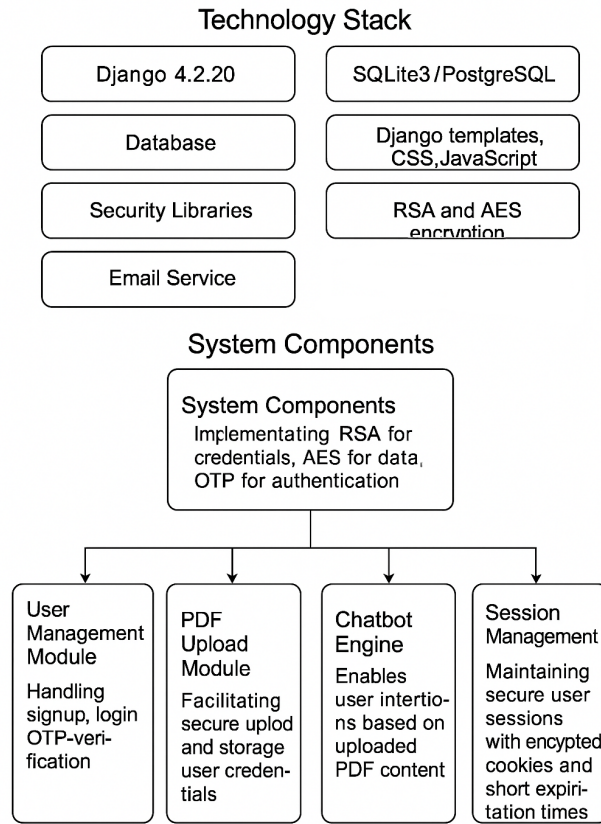 Technology Stack
Django 4.2.20
SQLite3/PostgreSQL
Database
Django templates,
CSS,JavaScript
Security Libraries
RSA and AES
encryption
Email Service
System Components
System Components
Implementating RSA for
credentials, AES for data,
OTP for authentication
User
Management
Module
Handling
signup, login
OTP-veri-
fication
PDF
Upload
Module
Facilitating
secure uplod
and storage
user creden-
tials
Chatbot
Engine
Enables
user intertio-
ns based on
uploaded
PDF content
Session
Management
Maintaining
secure user
sessions
with encypted
cookies and
short expiri-
tation times